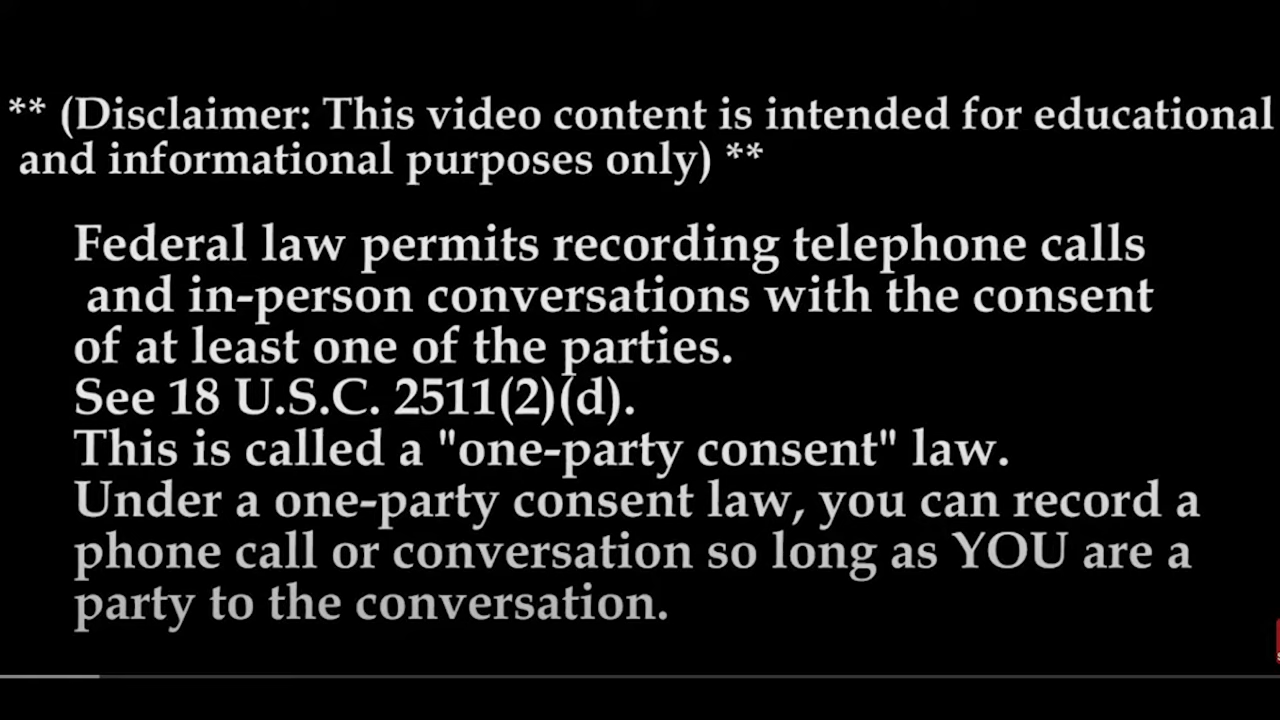 ** (Disclaimer: This video content is intended for educational
and informational purposes only) **
Federal law permits recording telephone calls
and in-person conversations with the consent
of at least one of the parties.
See 18 U.S.C. 2511(2)(d).
This is called a "one-party consent" law.
Under a one-party consent law, you can record a
phone call or conversation so long as YOU are a
party to the conversation.